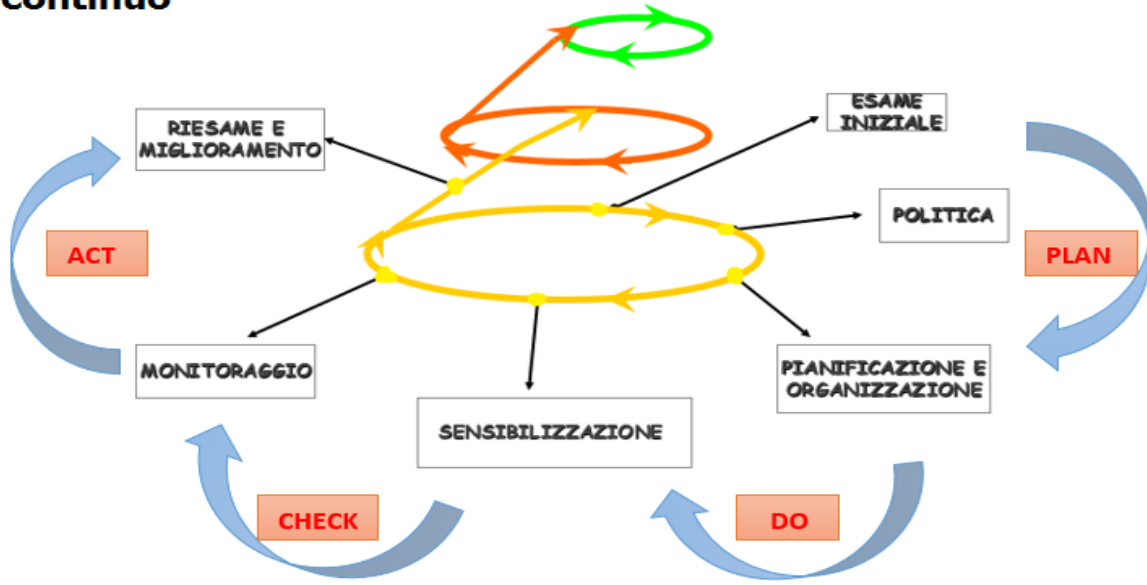 continuo
ESAME
INIZIALE
RIESAME E
MIGLIORAMENTO
POLITICA
ACT
PLAN
MONITORAGGIO
PIANIFICAZIONE E
ORGANIZZAZIONE
SENSIBILIZZAZIONE
CHECK
DO